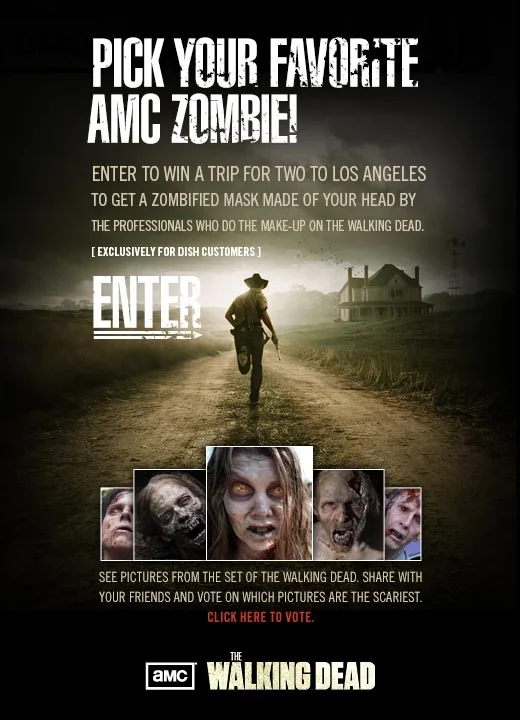 PICK YOUR FAVORITE
AMC ZOMBIE!
ENTER TO WIN A TRIP FOR TWO TO LOS ANGELES
TO GET A ZOMBIFIED MASK MADE OF YOUR HEAD BY
THE PROFESSIONALS WHO DO THE MAKE-UP ON THE WALKING DEAD.
[ EXCLUSIVELY FOR DISH CUSTOMERS ]
ENTER
SEE PICTURES FROM THE SET OF THE WALKING DEAD. SHARE WITH
YOUR FRIENDS AND VOTE ON WHICH PICTURES ARE THE SCARIEST.
CLICK HERE TO VOTE.
aMC
THE
WALKING DEAD